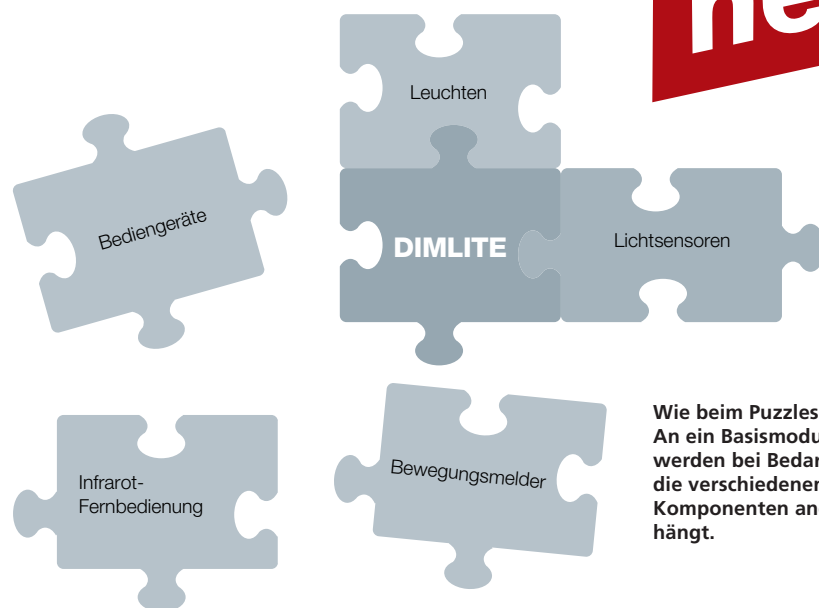 Leuchten
Bediengeräte
DIMLITE
Lichtsensoren
Infrarot-
Fernbedienung
Bewegungsmelder
Wie beim Puzzles
An ein Basismodu
werden bei Bedar
die verschiedener
Komponenten an
hängt.